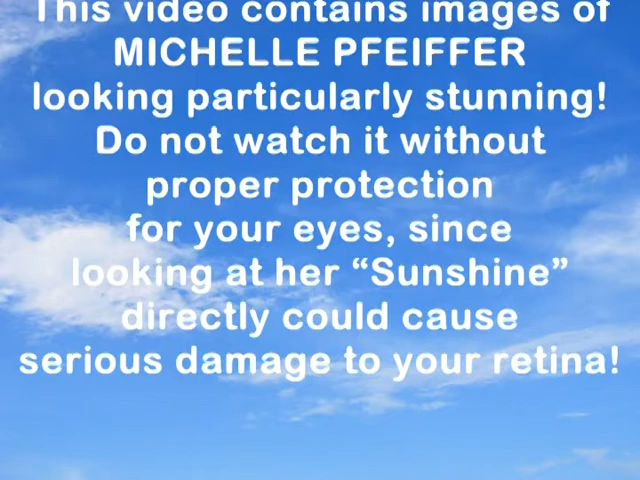 This video contains images of
MICHELLE PFEIFFER
looking particularly stunning!
Do not watch it without
proper protection
for your eyes, since
looking at her “Sunshine”
directly could cause
serious damage to your retina!